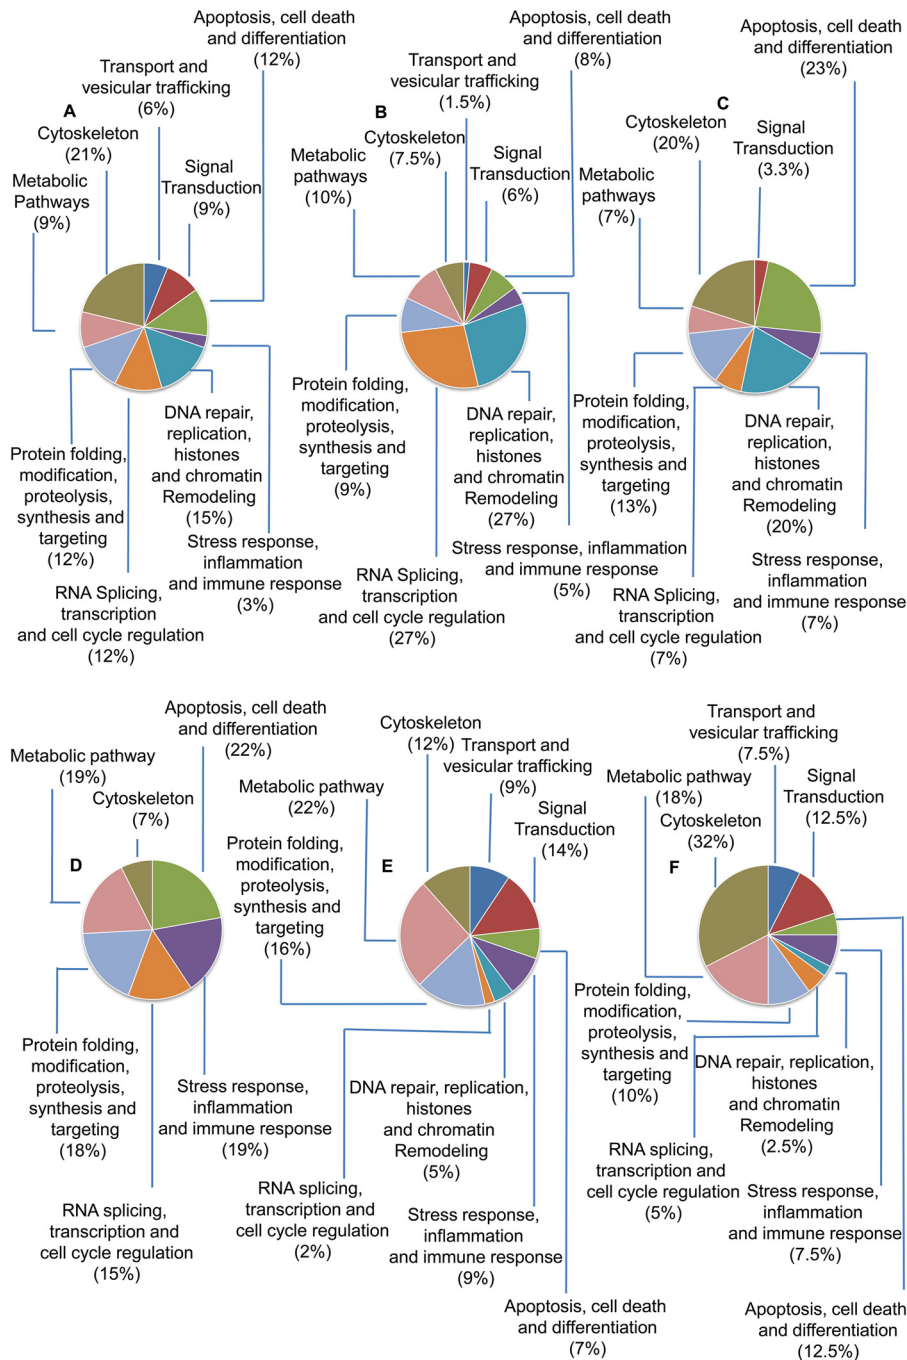 A
Apoptosis, cell death
and differentiation
(12%)
Transport and
vesicular trafficking
(6%)
Cytoskeleton
(21%)
Signal
Transduction
(9%)
Metabolic
Pathways
(9%)
Protein folding,
modification,
proteolysis,
synthesis and
targeting
(12%)
DNA repair,
replication,
histones
and chromatin
Remodeling
(15%)
Stress response,
inflammation
and immune response
(3%)
RNA Splicing,
transcription
and cell cycle regulation
(12%)
B
Apoptosis, cell death
and differentiation
(8%)
Transport and
vesicular trafficking
(1.5%)
Cytoskeleton
(7.5%)
Signal
Transduction
(6%)
Metabolic
pathways
(10%)
Protein folding,
modification,
proteolysis,
synthesis and
targeting
(9%)
DNA repair,
replication,
histones
and chromatin
Remodeling
(27%)
Stress response, inflammation
and immune response
(5%)
RNA Splicing,
transcription
and cell cycle regulation
(27%)
C
Apoptosis, cell death
and differentiation
(23%)
Cytoskeleton
(20%)
Signal
Transduction
(3.3%)
Metabolic
pathways
(7%)
Protein folding,
modification,
proteolysis,
synthesis and
targeting
(13%)
DNA repair,
replication,
histones
and chromatin
Remodeling
(20%)
Stress response,
inflammation
and immune response
(7%)
RNA Splicing,
transcription
and cell cycle regulation
(7%)
D
Apoptosis, cell death
and differentiation
(22%)
Metabolic pathway
(19%)
Cytoskeleton
(7%)
Protein folding,
modification,
proteolysis,
synthesis and
targeting
(18%)
Stress response,
inflammation
and immune response
(19%)
RNA splicing,
transcription and
cell cycle regulation
(15%)
E
Cytoskeleton
(12%)
Transport and
vesicular trafficking
(9%)
Metabolic pathway
(22%)
Signal
Transduction
(14%)
Protein folding,
modification,
proteolysis,
synthesis and
targeting
(16%)
DNA repair, replication,
histones
and chromatin
Remodeling
(5%)
RNA splicing,
transcription and
cell cycle regulation
(2%)
Stress response,
inflammation
and immune response
(9%)
Apoptosis, cell death
and differentiation
(7%)
F
Transport and
vesicular trafficking
(7.5%)
Metabolic pathway
(18%)
Signal
Transduction
(12.5%)
Cytoskeleton
(32%)
Protein folding,
modification,
proteolysis,
synthesis and
targeting
(10%)
DNA repair, replication,
histones
and chromatin
Remodeling
(2.5%)
RNA splicing,
transcription and
cell cycle regulation
(5%)
Stress response,
inflammation
and immune response
(7.5%)
Apoptosis, cell death
and differentiation
(12.5%)